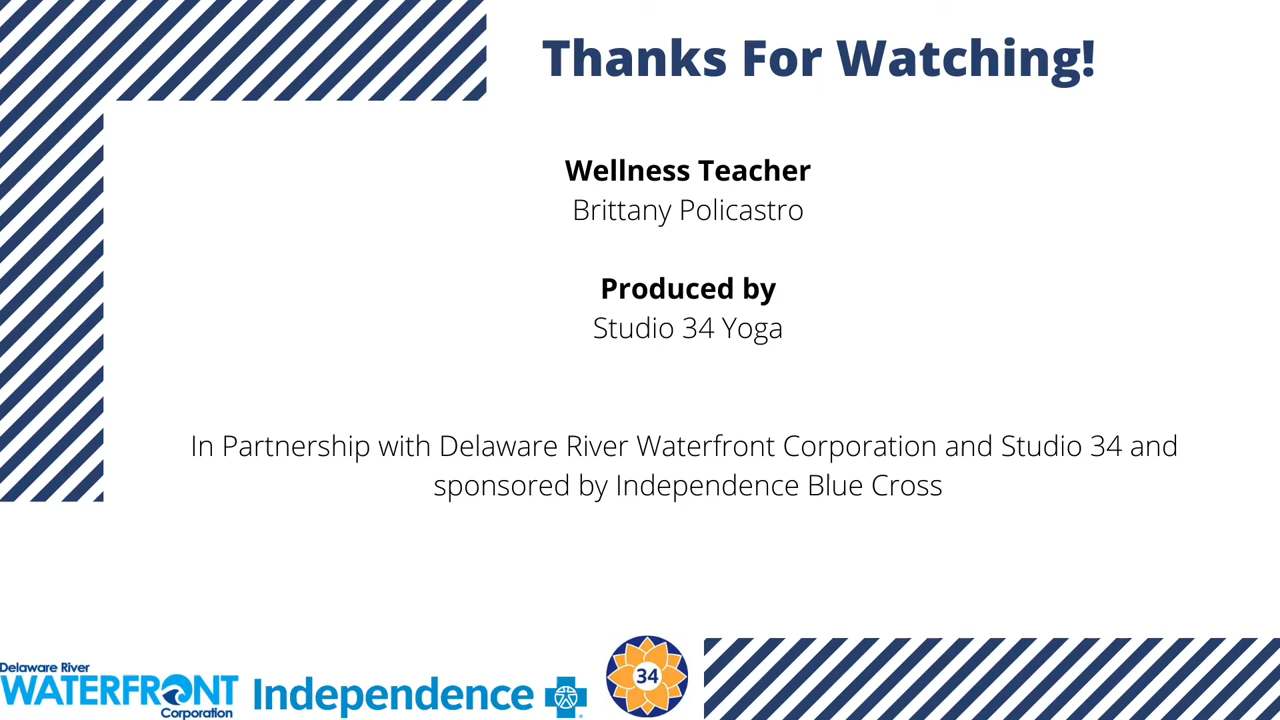 Thanks For Watching!
Wellness Teacher
Brittany Policastro
Produced by
Studio 34 Yoga
In Partnership with Delaware River Waterfront Corporation and Studio 34 and
sponsored by Independence Blue Cross
Delaware River
WATERFRONT
Corporation
Independence
34